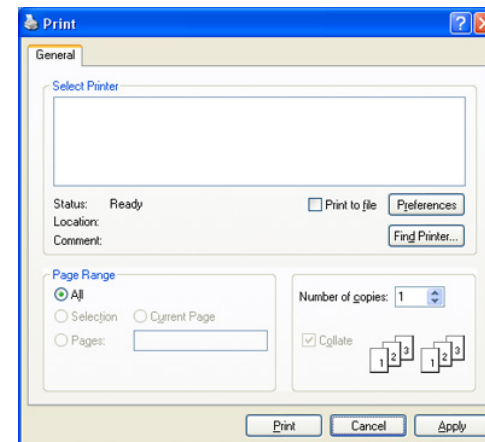 Print
General
Select Printer
Status: Ready
Print to file
Preferences
Location:
Comment:
Find Printer...
Page Range
All
Selection
Current Page
Pages:
Number of copies: 1
Collate
1 2 3 1 2 3
Print
Cancel
Apply